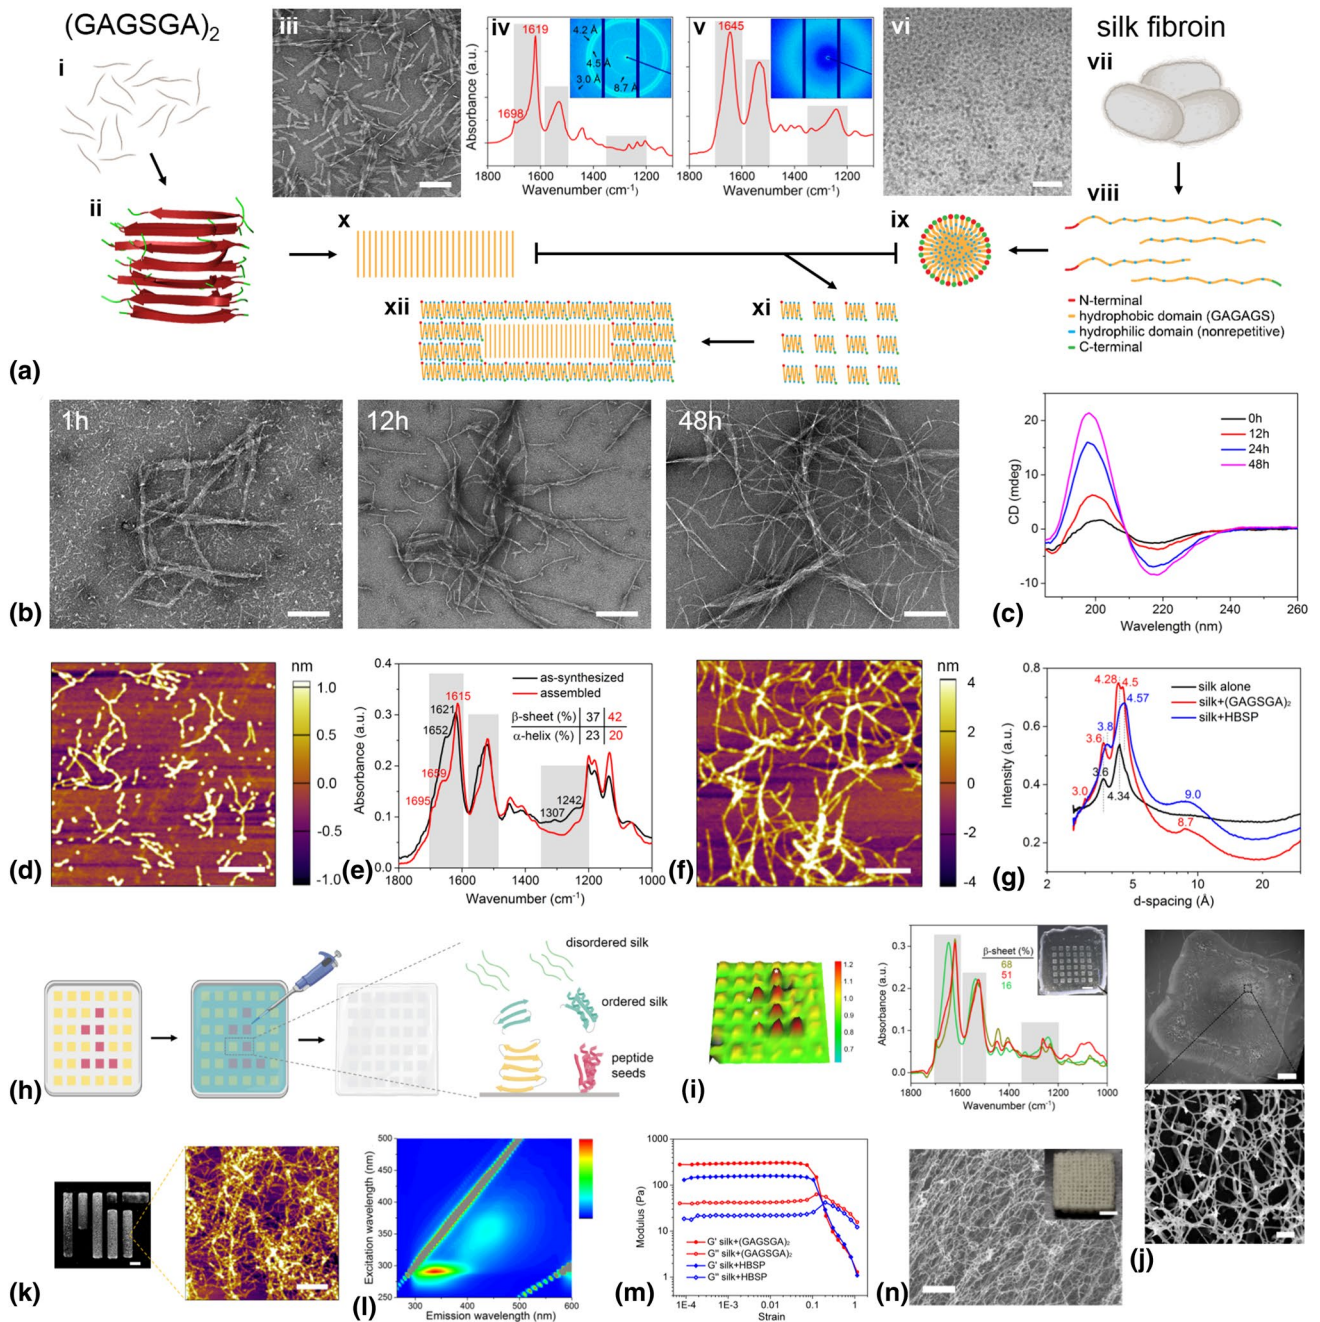 (GAGSGA)₂
i
ii
iii
iv
1619
1698
4.2 Å
4.5 Å
3.0 Å
8.7 Å
Absorbance (a.u.)
1800 1600 1400 1200
Wavenumber (cm⁻¹)
v
1645
1800 1600 1400 1200
Wavenumber (cm⁻¹)
vi
silk fibroin
vii
viii
ix
x
xi
xii
N-terminal
hydrophobic domain (GAGAGS)
hydrophilic domain (nonrepetitive)
C-terminal
(a)
1h
12h
48h
(b)
20
10
0
-10
CD (mdeg)
0h
12h
24h
48h
200 220 240 260
Wavelength (nm)
(c)
nm
1.0
0.5
0.0
-0.5
-1.0
(d)
0.4
0.3
0.2
0.1
0.0
Absorbance (a.u.)
as-synthesized
assembled
β-sheet (%) 37 42
α-helix (%) 23 20
1615
1621
1652
1659
1695
1307
1242
1800 1600 1400 1200 1000
Wavenumber (cm⁻¹)
(e)
nm
4
2
0
-2
-4
(f)
0.8
0.6
0.4
0.2
Intensity (a.u.)
silk alone
silk+(GAGSGA)₂
silk+HBSP
4.28
4.5
4.57
3.8
3.6
3.6
4.34
3.0
9.0
8.7
2 5 10 20
d-spacing (Å)
(g)
disordered silk
ordered silk
peptide
seeds
(h)
1.2
1.1
1.0
0.9
0.8
0.7
(i)
0.3
0.2
0.1
0.0
Absorbance (a.u.)
β-sheet (%)
68
51
16
1800 1600 1400 1200 1000
Wavenumber (cm⁻¹)
(j)
(k)
500
450
400
350
300
250
Excitation wavelength (nm)
300 400 500 600
Emission wavelength (nm)
(l)
1000
100
10
1
Modulus (Pa)
G' silk+(GAGSGA)₂
G" silk+(GAGSGA)₂
G' silk+HBSP
G" silk+HBSP
1E-4 1E-3 0.01 0.1 1
Strain
(m)
(n)